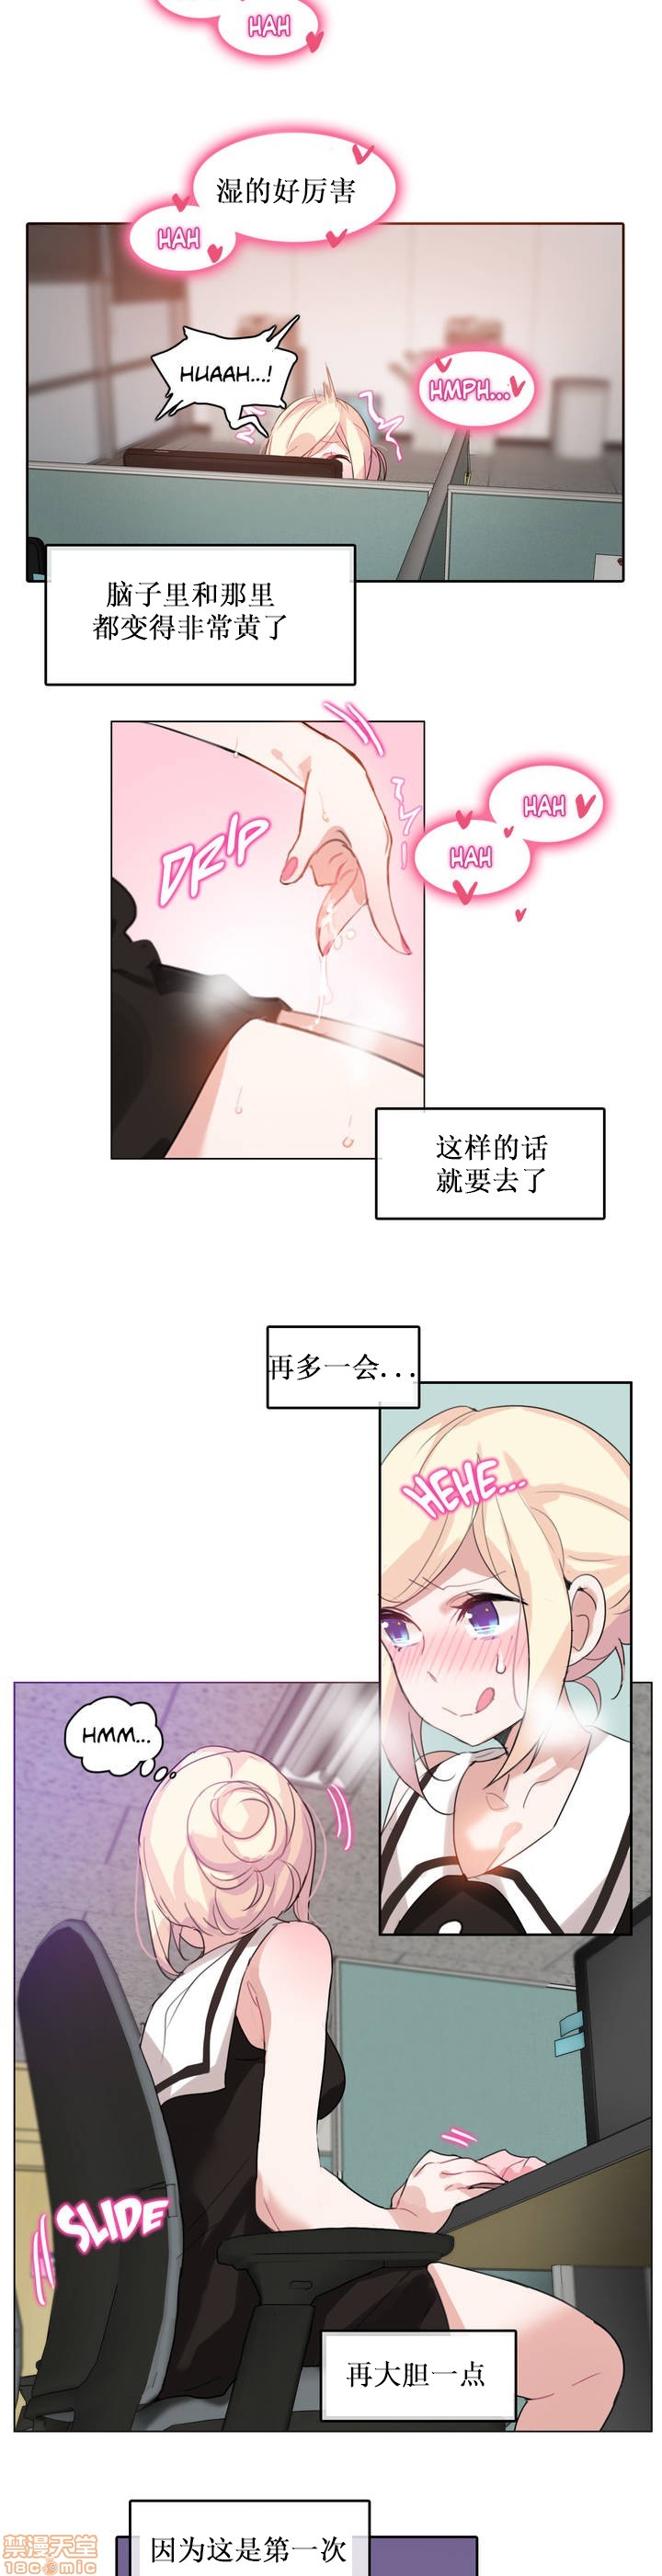 HAH
湿的好厉害
HAH
HUAAH...!
HMPH...
脑子里和那里
都变得非常黄了
DRIP
HAH
HAH
这样的话
就要去了
再多一会...
HEHE...
HMM...
SLIDE
再大胆一点
因为这是第一次
禁漫天堂
18comic